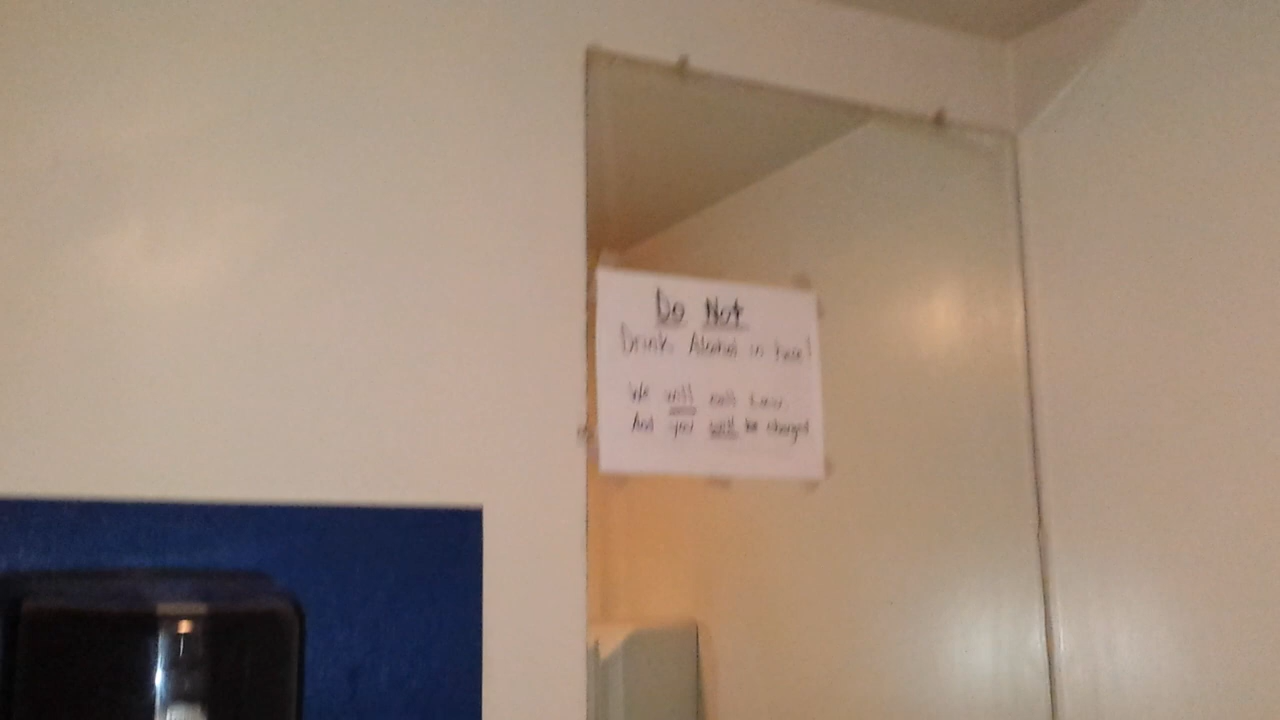 Do Not
Drink Alcohol in here!
We will call
And you will be charged